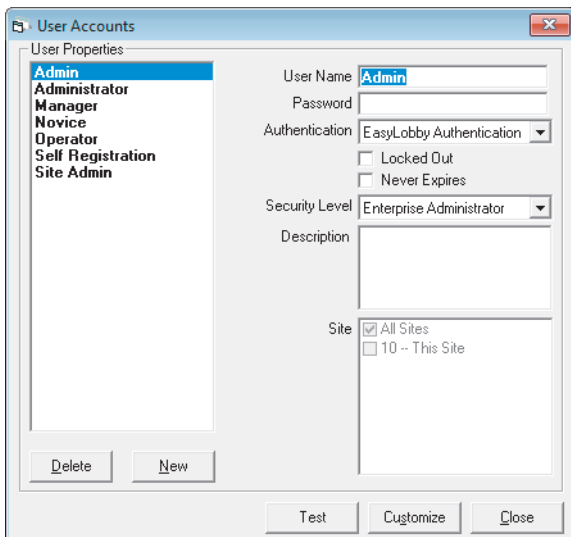 User Accounts
User Properties
Admin
Administrator
Manager
Novice
Operator
Self Registration
Site Admin
User Name Admin
Password
Authentication EasyLobby Authentication
Locked Out
Never Expires
Security Level Enterprise Administrator
Description
Site All Sites
10 -- This Site
Delete New
Test Customize Close